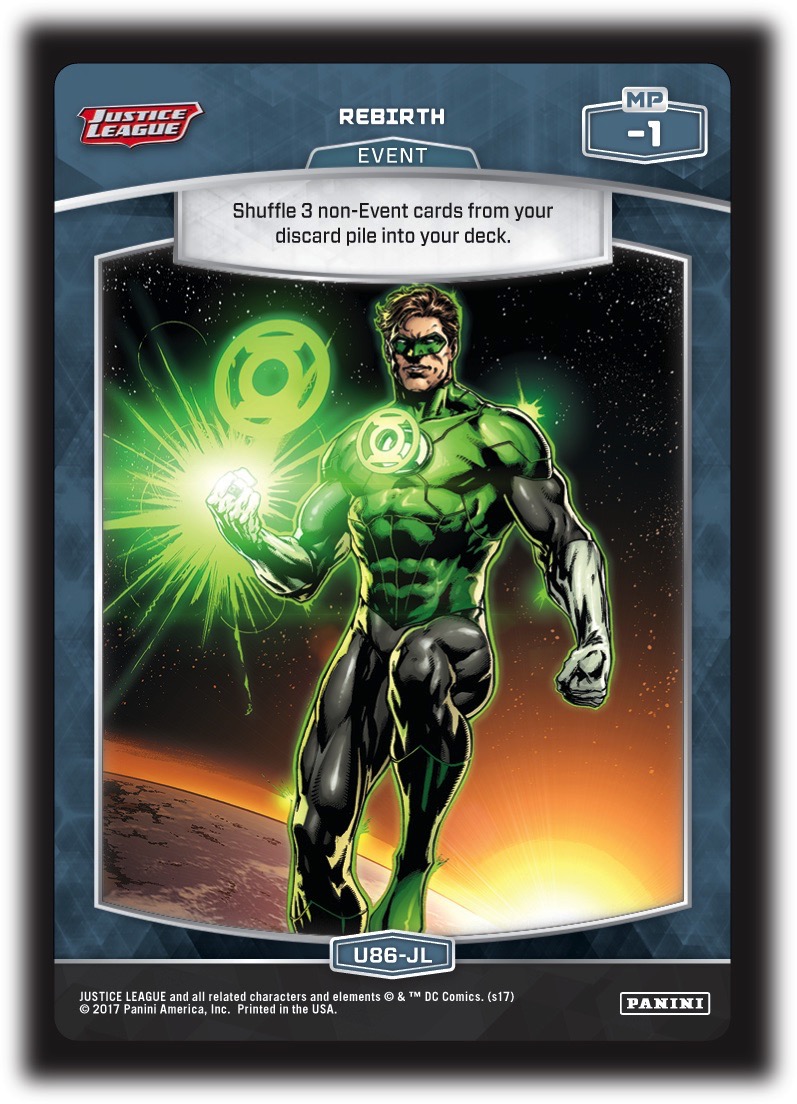 JUSTICE
LEAGUE
REBIRTH
EVENT
MP
-1
Shuffle 3 non-Event cards from your
discard pile into your deck.
U86-JL
JUSTICE LEAGUE and all related characters and elements © & ™ DC Comics. (s17)
© 2017 Panini America, Inc. Printed in the USA.
PANINI